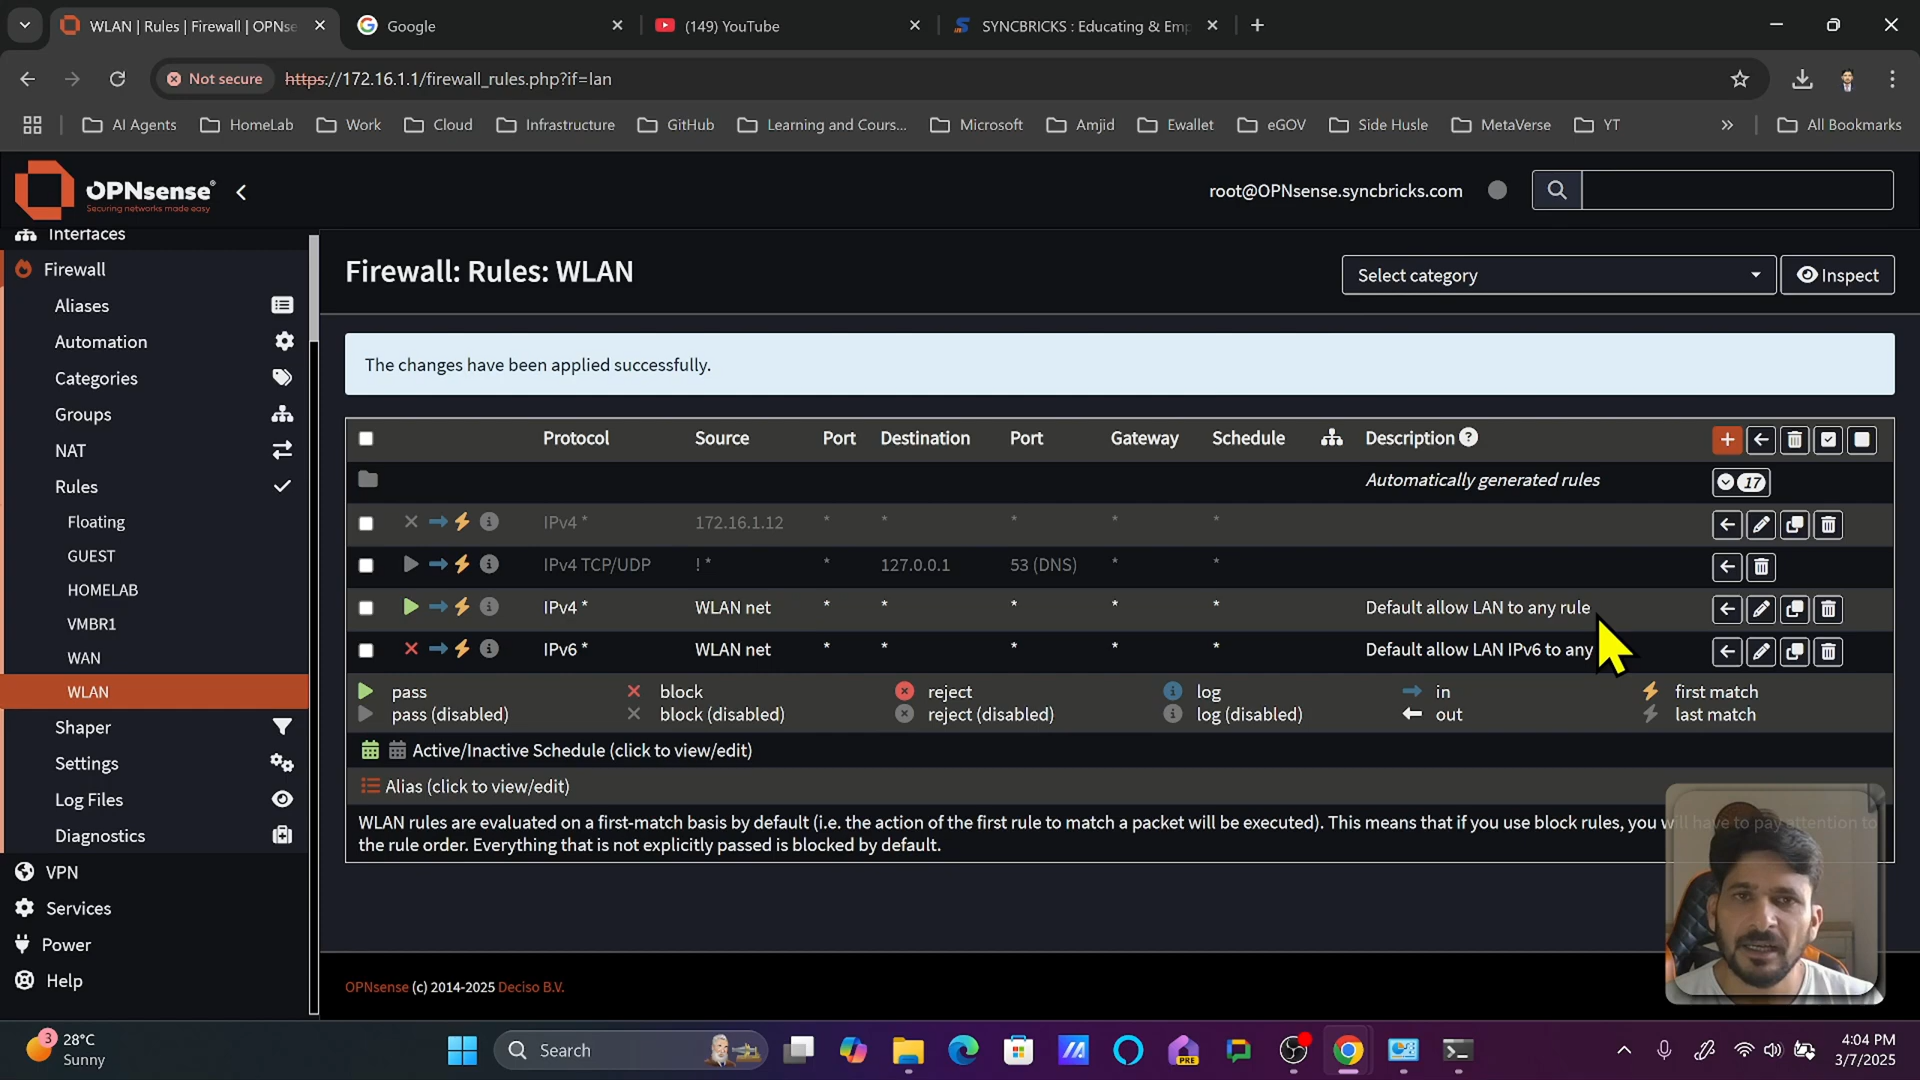 WLAN | Rules | Firewall | OPNse
Google
(149) YouTube
SYNCBRICKS : Educating & Emp
Not secure
https://172.16.1.1/firewall_rules.php?if=lan
AI Agents
HomeLab
Work
Cloud
Infrastructure
GitHub
Learning and Cours...
Microsoft
Amjid
Ewallet
eGOV
Side Husle
MetaVerse
YT
All Bookmarks
OPNsense®
Securing networks made easy
root@OPNsense.syncbricks.com
Interfaces
Firewall
Aliases
Automation
Categories
Groups
NAT
Rules
Floating
GUEST
HOMELAB
VMBR1
WAN
WLAN
Shaper
Settings
Log Files
Diagnostics
VPN
Services
Power
Help
Firewall: Rules: WLAN
Select category
Inspect
The changes have been applied successfully.
Protocol Source Port Destination Port Gateway Schedule Description
Automatically generated rules 17
IPv4 * 172.16.1.12 * * * * *
IPv4 TCP/UDP ! * * 127.0.0.1 53 (DNS) * *
IPv4 * WLAN net * * * * * Default allow LAN to any rule
IPv6 * WLAN net * * * * * Default allow LAN IPv6 to any
pass block reject log in first match
pass (disabled) block (disabled) reject (disabled) log (disabled) out last match
Active/Inactive Schedule (click to view/edit)
Alias (click to view/edit)
WLAN rules are evaluated on a first-match basis by default (i.e. the action of the first rule to match a packet will be executed). This means that if you use block rules, you will have to pay attention to
the rule order. Everything that is not explicitly passed is blocked by default.
OPNsense (c) 2014-2025 Deciso B.V.
3
28°C
Sunny
Search
PRE
4:04 PM
3/7/2025